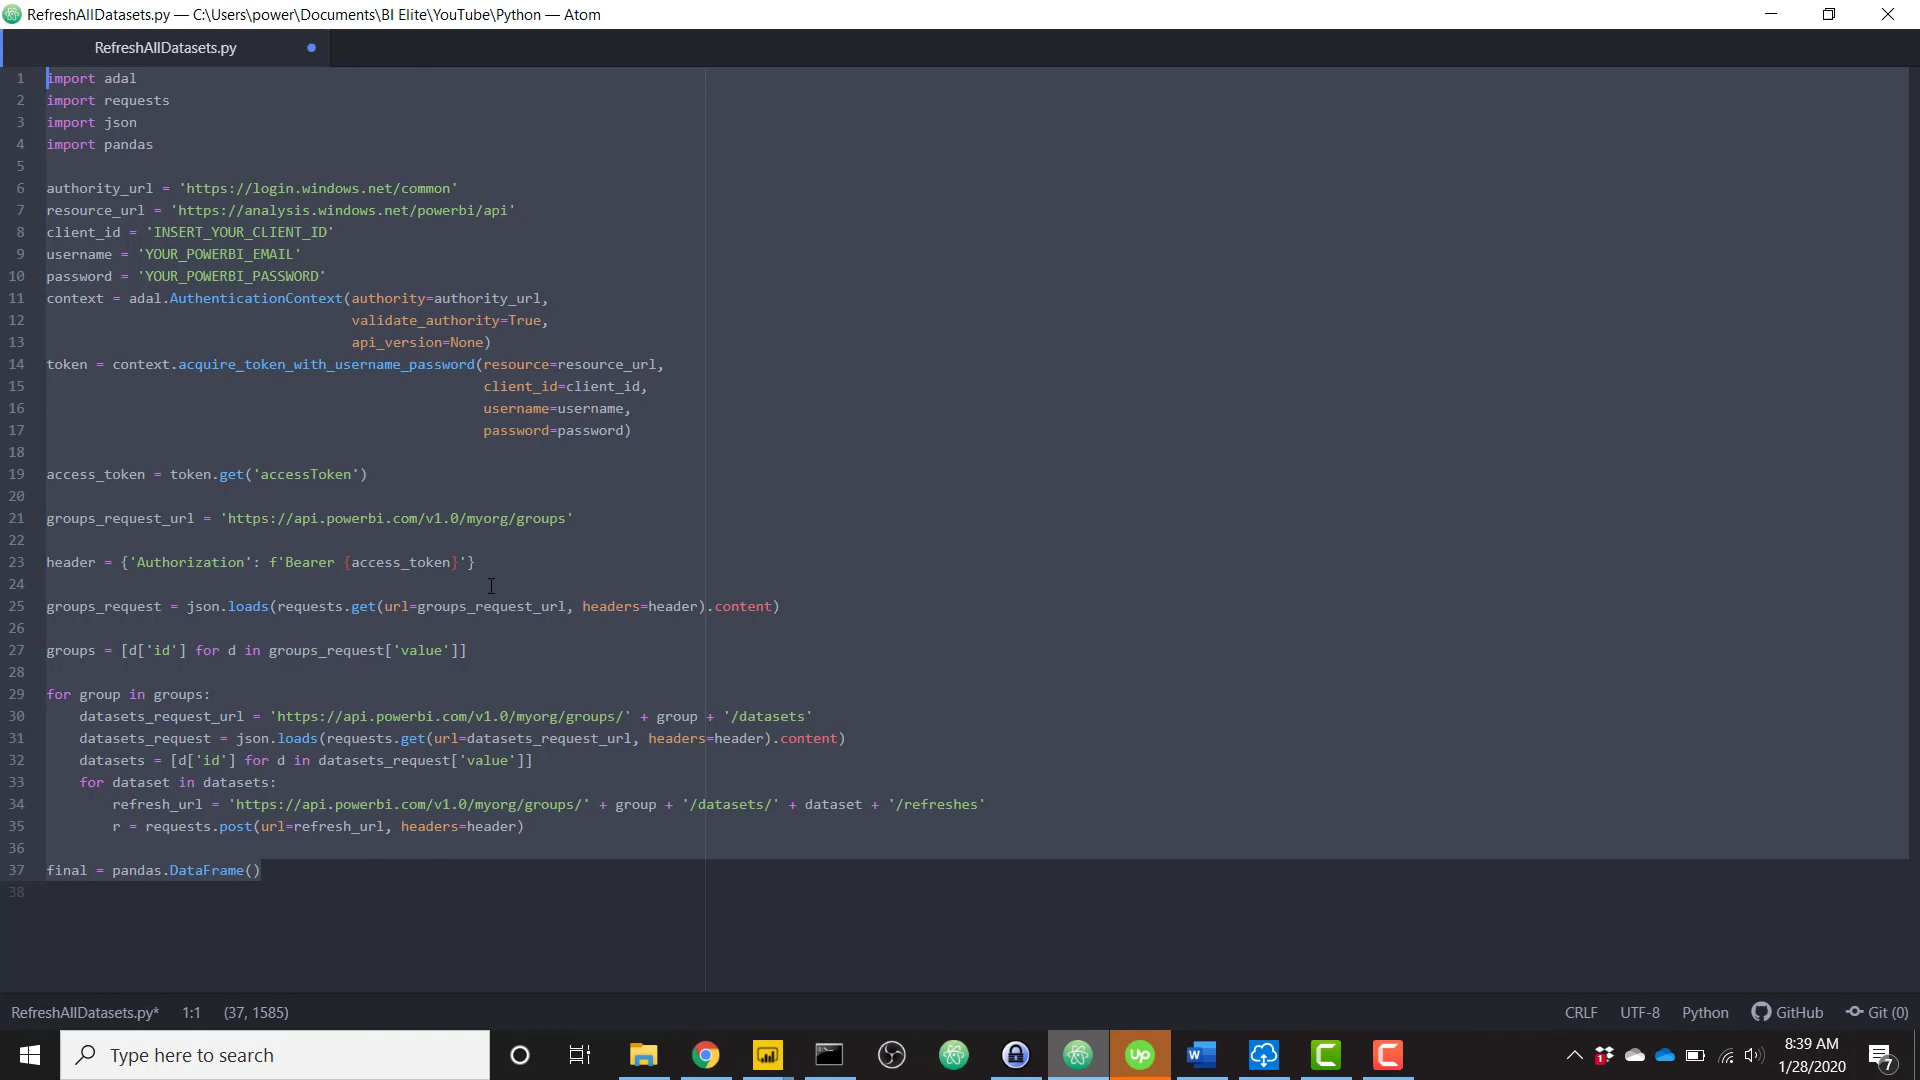 RefreshAllDatasets.py — C:\Users\power\Documents\BI Elite\YouTube\Python — Atom
RefreshAllDatasets.py
1 import adal
2 import requests
3 import json
4 import pandas
5
6 authority_url = 'https://login.windows.net/common'
7 resource_url = 'https://analysis.windows.net/powerbi/api'
8 client_id = 'INSERT_YOUR_CLIENT_ID'
9 username = 'YOUR_POWERBI_EMAIL'
10 password = 'YOUR_POWERBI_PASSWORD'
11 context = adal.AuthenticationContext(authority=authority_url,
12 validate_authority=True,
13 api_version=None)
14 token = context.acquire_token_with_username_password(resource=resource_url,
15 client_id=client_id,
16 username=username,
17 password=password)
18
19 access_token = token.get('accessToken')
20
21 groups_request_url = 'https://api.powerbi.com/v1.0/myorg/groups'
22
23 header = {'Authorization': f'Bearer {access_token}'}
24
25 groups_request = json.loads(requests.get(url=groups_request_url, headers=header).content)
26
27 groups = [d['id'] for d in groups_request['value']]
28
29 for group in groups:
30 datasets_request_url = 'https://api.powerbi.com/v1.0/myorg/groups/' + group + '/datasets'
31 datasets_request = json.loads(requests.get(url=datasets_request_url, headers=header).content)
32 datasets = [d['id'] for d in datasets_request['value']]
33 for dataset in datasets:
34 refresh_url = 'https://api.powerbi.com/v1.0/myorg/groups/' + group + '/datasets/' + dataset + '/refreshes'
35 r = requests.post(url=refresh_url, headers=header)
36
37 final = pandas.DataFrame()
38
RefreshAllDatasets.py* 1:1 (37, 1585) CRLF UTF-8 Python GitHub Git (0)
Type here to search
up
W
1
8:39 AM
1/28/2020
7